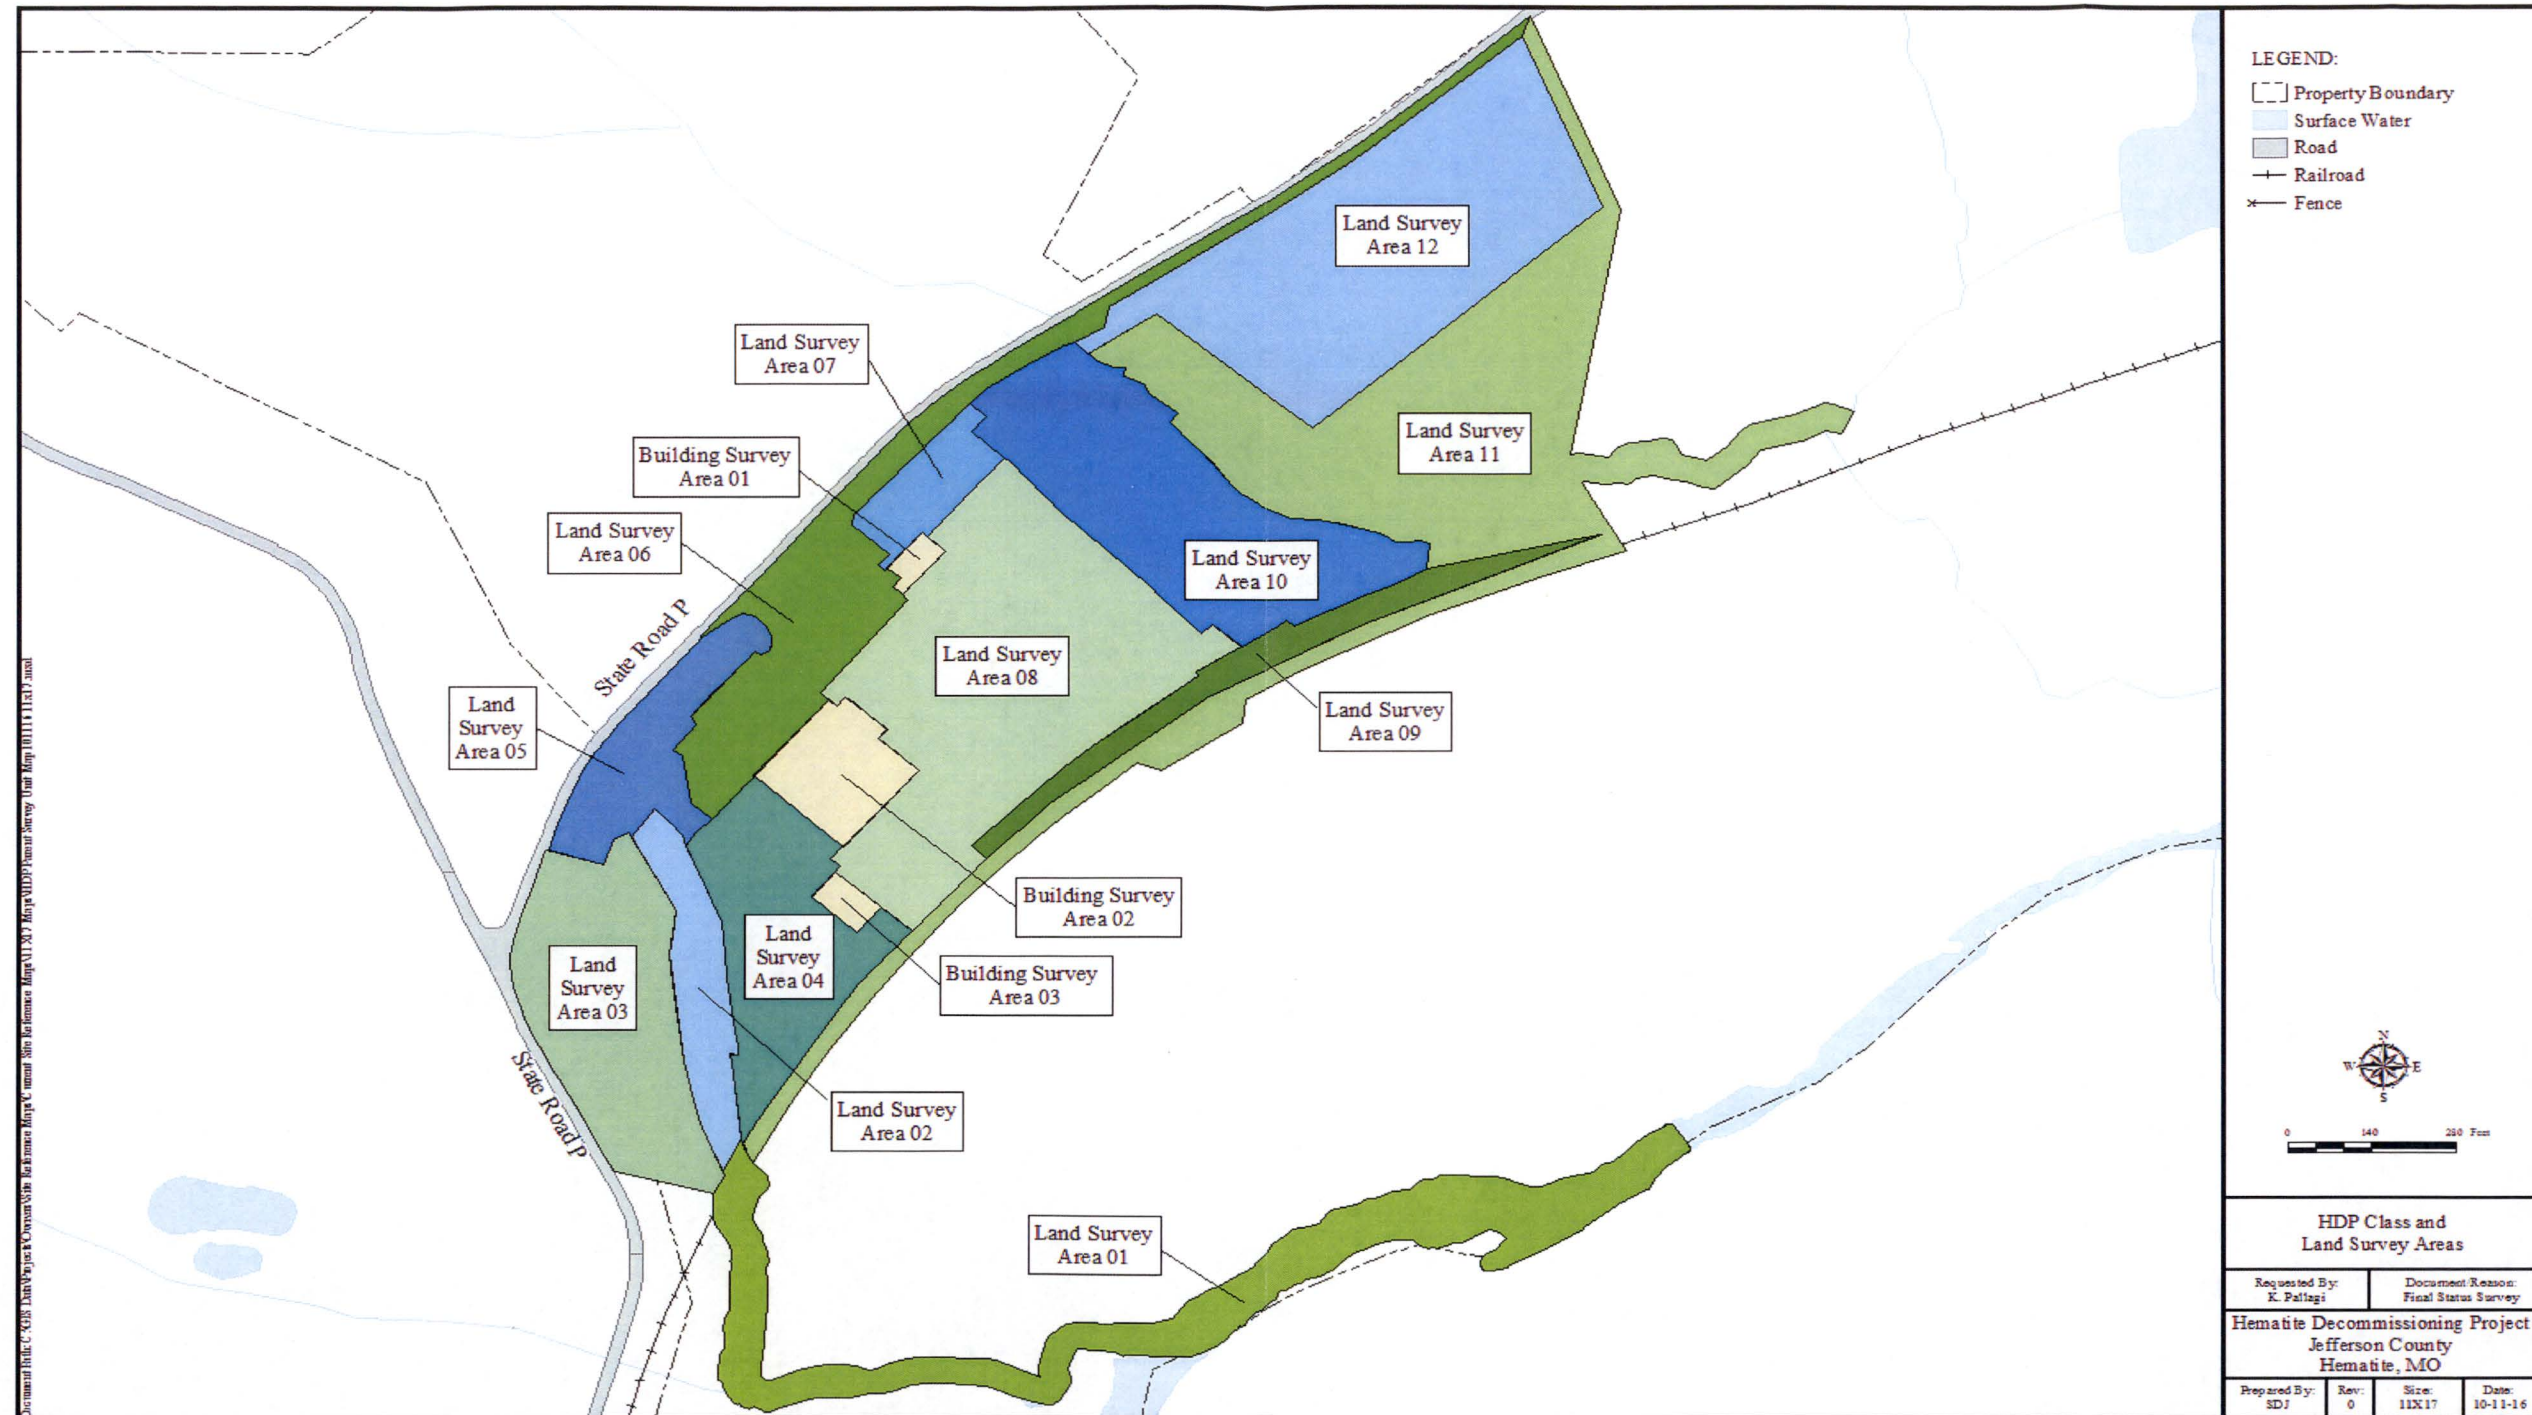 LEGEND:
Property Boundary
Surface Water
Road
Railroad
Fence
Land Survey
Area 12
Land Survey
Area 07
Land Survey
Area 11
Building Survey
Area 01
Land Survey
Area 06
Land Survey
Area 10
State Road P
Land Survey
Area 08
Land
Survey
Area 05
Land Survey
Area 09
Building Survey
Area 02
Land
Survey
Area 04
Land
Survey
Area 03
Building Survey
Area 03
State Road P
Land Survey
Area 02
Land Survey
Area 01
N
W E
S
0 140 280 Feet
HDP Class and
Land Survey Areas
Requested By:
K. Pallagi
Document/Reason:
Final Status Survey
Hematite Decommissioning Project
Jefferson County
Hematite, MO
Prepared By:
SDJ
Rev:
0
Size:
11X17
Date:
10-11-16